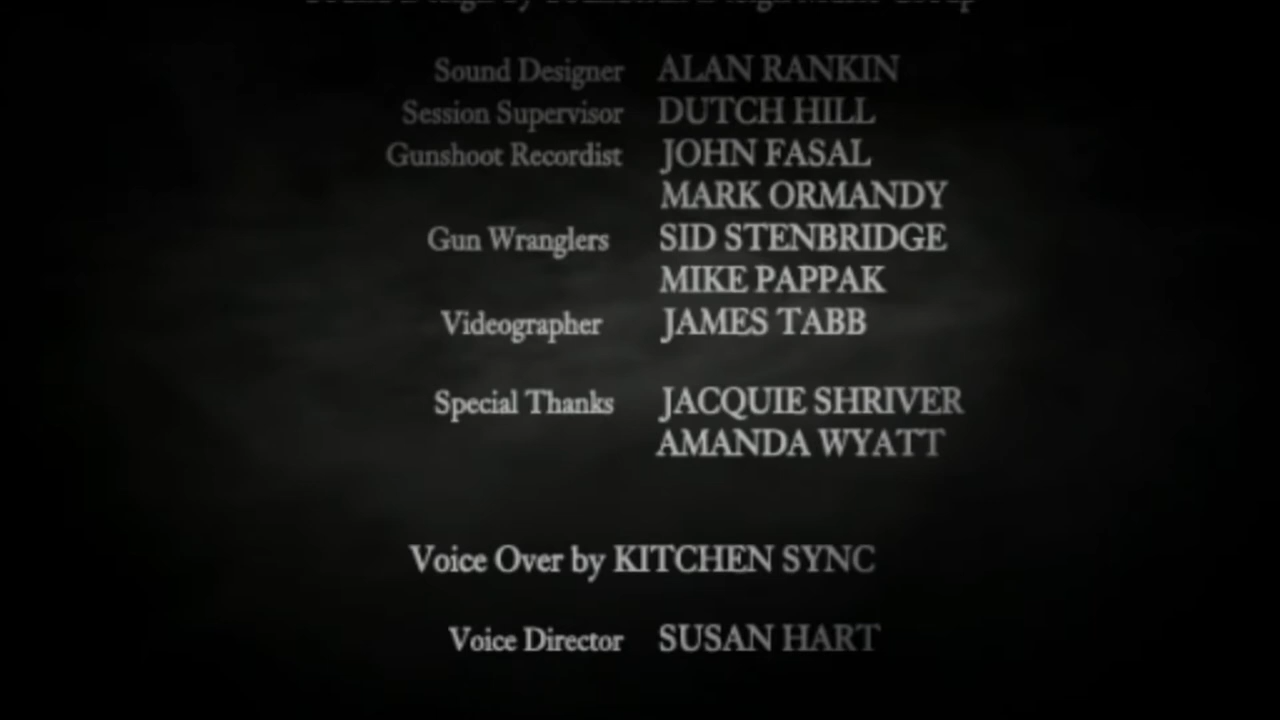 Sound Designer ALAN RANKIN
Session Supervisor DUTCH HILL
Gunshoot Recordist JOHN FASAL
MARK ORMANDY
Gun Wranglers SID STENBRIDGE
MIKE PAPPAK
Videographer JAMES TABB
Special Thanks JACQUIE SHRIVER
AMANDA WYATT
Voice Over by KITCHEN SYNC
Voice Director SUSAN HART